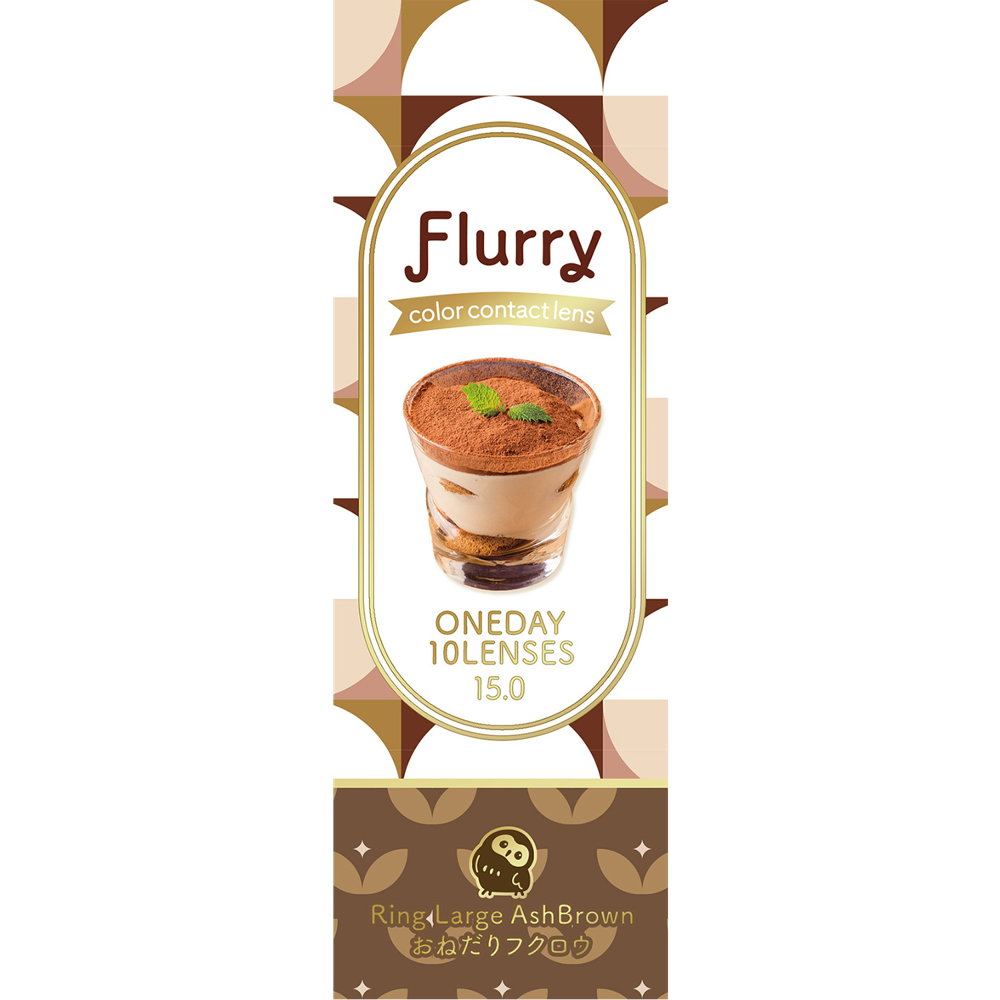 Flurry
color contact lens
ONEDAY
10LENSES
15.0
Ring Large AshBrown
おねだりフクロウ